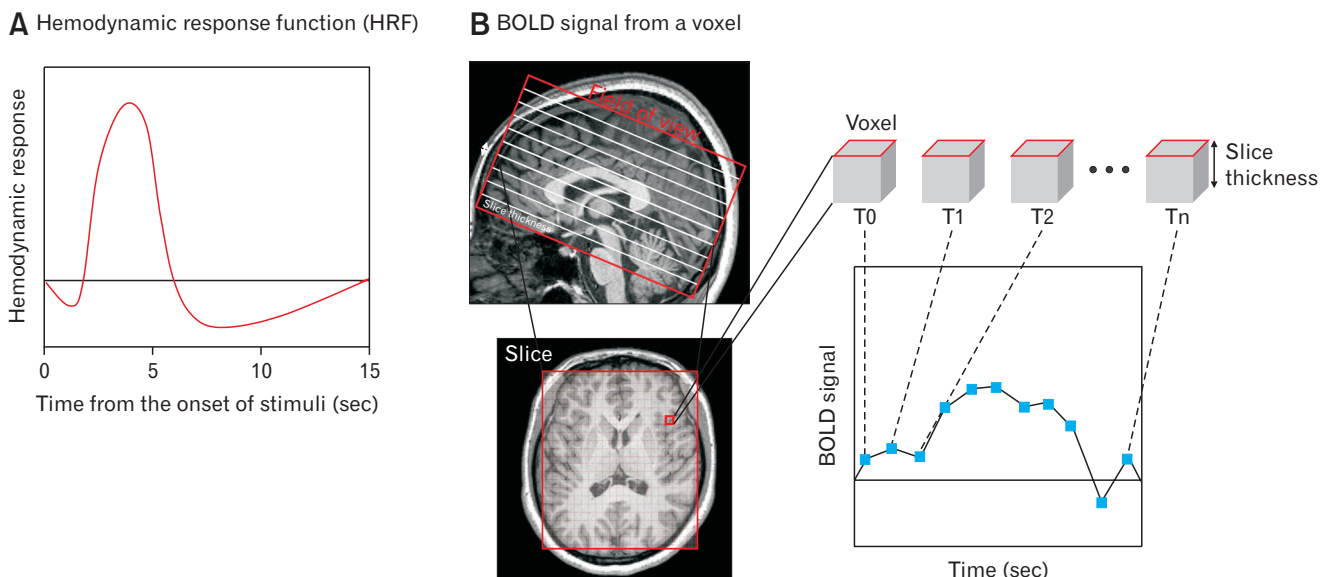 A Hemodynamic response function (HRF)
Hemodynamic response
0 5 10 15
Time from the onset of stimuli (sec)
B BOLD signal from a voxel
Field of view
Slice thickness
Slice
Voxel
Slice
thickness
T0 T1 T2 Tn
BOLD signal
Time (sec)